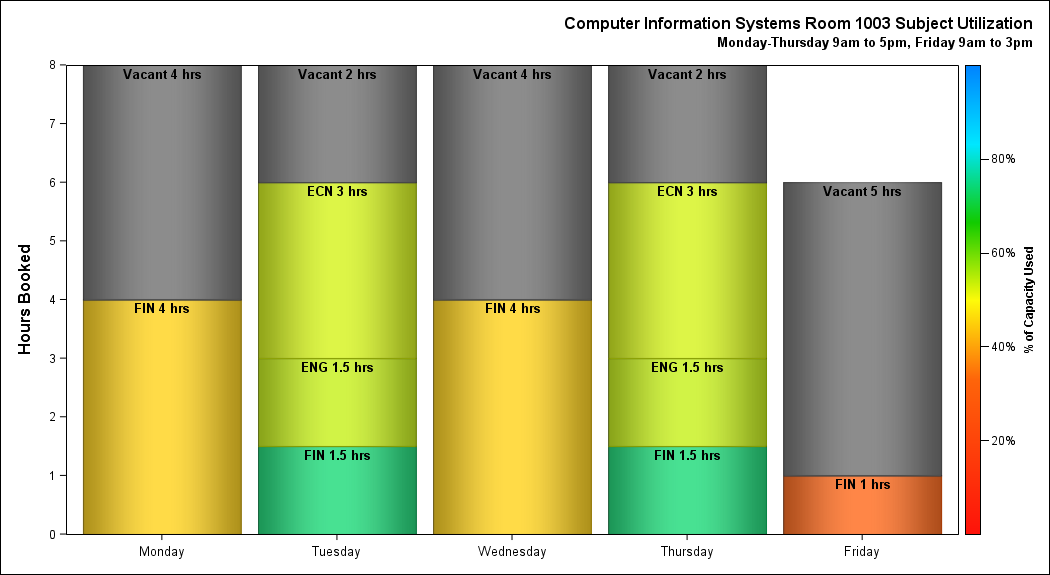 Computer Information Systems Room 1003 Subject Utilization
Monday-Thursday 9am to 5pm, Friday 9am to 3pm
Hours Booked
8
7
6
5
4
3
2
1
0
Vacant 4 hrs
FIN 4 hrs
Monday
Vacant 2 hrs
ECN 3 hrs
ENG 1.5 hrs
FIN 1.5 hrs
Tuesday
Vacant 4 hrs
FIN 4 hrs
Wednesday
Vacant 2 hrs
ECN 3 hrs
ENG 1.5 hrs
FIN 1.5 hrs
Thursday
Vacant 5 hrs
FIN 1 hrs
Friday
80%
60%
40%
20%
% of Capacity Used